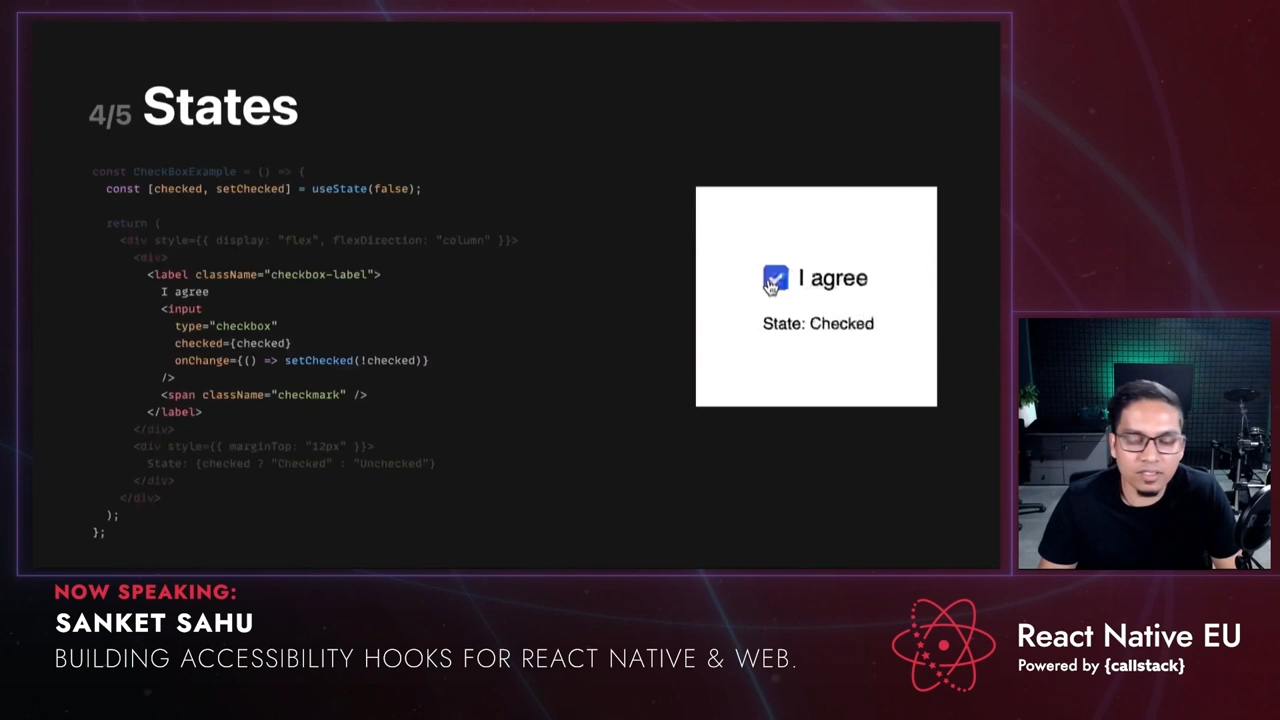 4/5 States
const CheckBoxExample = () => {
const [checked, setChecked] = useState(false);
return (
<div style={{ display: "flex", flexDirection: "column" }}>
<div>
<label className="checkbox-label">
I agree
<input
type="checkbox"
checked={checked}
onChange={() => setChecked(!checked)}
/>
<span className="checkmark" />
</label>
</div>
<div style={{ marginTop: "12px" }}>
State: {checked ? "Checked" : "Unchecked"}
</div>
</div>
);
};
I agree
State: Checked
NOW SPEAKING:
SANKET SAHU
BUILDING ACCESSIBILITY HOOKS FOR REACT NATIVE & WEB.
React Native EU
Powered by {callstack}